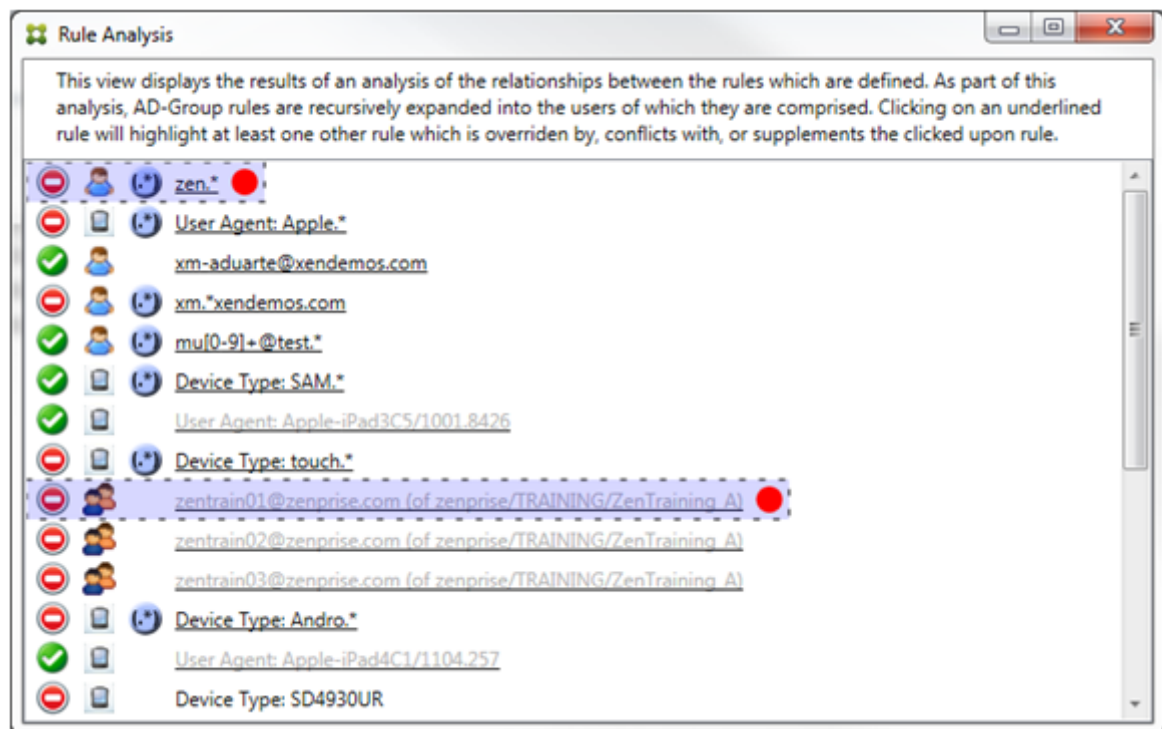 Rule Analysis
This view displays the results of an analysis of the relationships between the rules which are defined. As part of this
analysis, AD-Group rules are recursively expanded into the users of which they are comprised. Clicking on an underlined
rule will highlight at least one other rule which is overriden by, conflicts with, or supplements the clicked upon rule.
(.*) zen.*
(.*) User Agent: Apple.*
xm-aduarte@xendemos.com
(.*) xm.*xendemos.com
(.*) mu[0-9]+@test.*
(.*) Device Type: SAM.*
User Agent: Apple-iPad3C5/1001.8426
(.*) Device Type: touch.*
zentrain01@zenprise.com (of zenprise/TRAINING/ZenTraining_A)
zentrain02@zenprise.com (of zenprise/TRAINING/ZenTraining_A)
zentrain03@zenprise.com (of zenprise/TRAINING/ZenTraining_A)
(.*) Device Type: Andro.*
User Agent: Apple-iPad4C1/1104.257
Device Type: SD4930UR